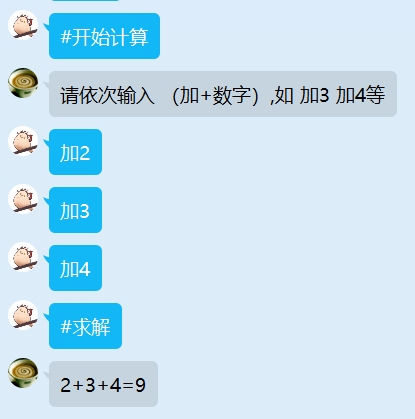 #开始计算
请依次输入 （加+数字）,如 加3 加4等
加2
加3
加4
#求解
2+3+4=9